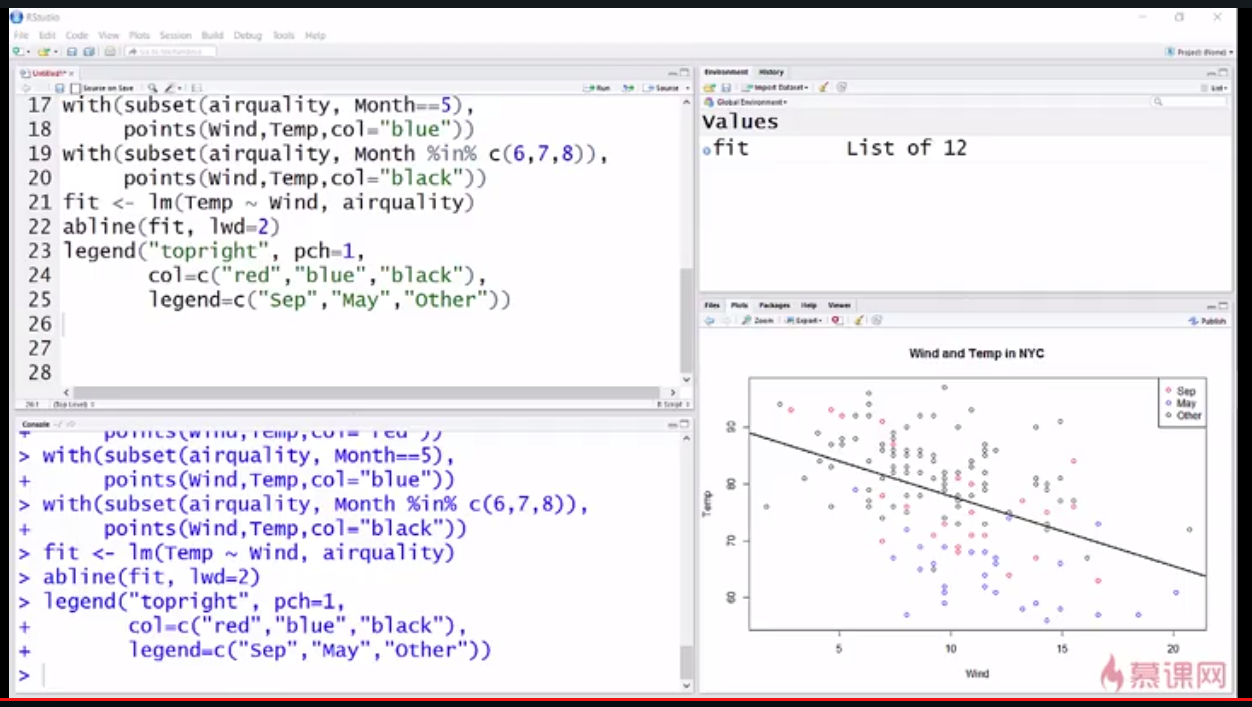 RStudio
File Edit Code View Plots Session Build Debug Tools Help
Go to file/function
Project: (None)
Untitled1*
Source on Save
Run
Source
17 with(subset(airquality, Month==5),
18 points(Wind,Temp,col="blue"))
19 with(subset(airquality, Month %in% c(6,7,8)),
20 points(Wind,Temp,col="black"))
21 fit <- lm(Temp ~ Wind, airquality)
22 abline(fit, lwd=2)
23 legend("topright", pch=1,
24 col=c("red","blue","black"),
25 legend=c("Sep","May","Other"))
26
27
28
26:1 (Top Level)
R Script
Console ~/
+ points(Wind,Temp,col="red"))
> with(subset(airquality, Month==5),
+ points(Wind,Temp,col="blue"))
> with(subset(airquality, Month %in% c(6,7,8)),
+ points(Wind,Temp,col="black"))
> fit <- lm(Temp ~ Wind, airquality)
> abline(fit, lwd=2)
> legend("topright", pch=1,
+ col=c("red","blue","black"),
+ legend=c("Sep","May","Other"))
>
Environment History
Import Dataset
List
Global Environment
Values
fit List of 12
Files Plots Packages Help Viewer
Zoom Export
Publish
Wind and Temp in NYC
Sep
May
Other
Temp
90
80
70
60
5 10 15 20
Wind
慕课网